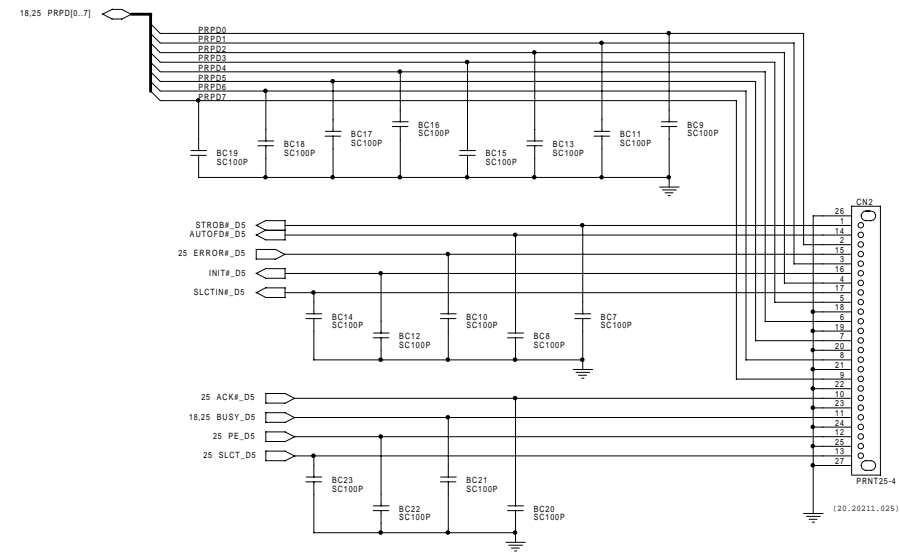 18,25 PRPD[0..7]
PRPD0
PRPD1
PRPD2
PRPD3
PRPD4
PRPD5
PRPD6
PRPD7
BC19
SC100P
BC18
SC100P
BC17
SC100P
BC16
SC100P
BC15
SC100P
BC13
SC100P
BC11
SC100P
BC9
SC100P
STROB#_D5
AUTOFD#_D5
25 ERROR#_D5
INIT#_D5
SLCTIN#_D5
BC14
SC100P
BC12
SC100P
BC10
SC100P
BC8
SC100P
BC7
SC100P
25 ACK#_D5
18,25 BUSY_D5
25 PE_D5
25 SLCT_D5
BC23
SC100P
BC22
SC100P
BC21
SC100P
BC20
SC100P
CN2
26
1
14
2
15
3
16
4
17
5
18
6
19
7
20
8
21
9
22
10
23
11
24
12
25
13
27
PRNT25-4
(20.20211.025)